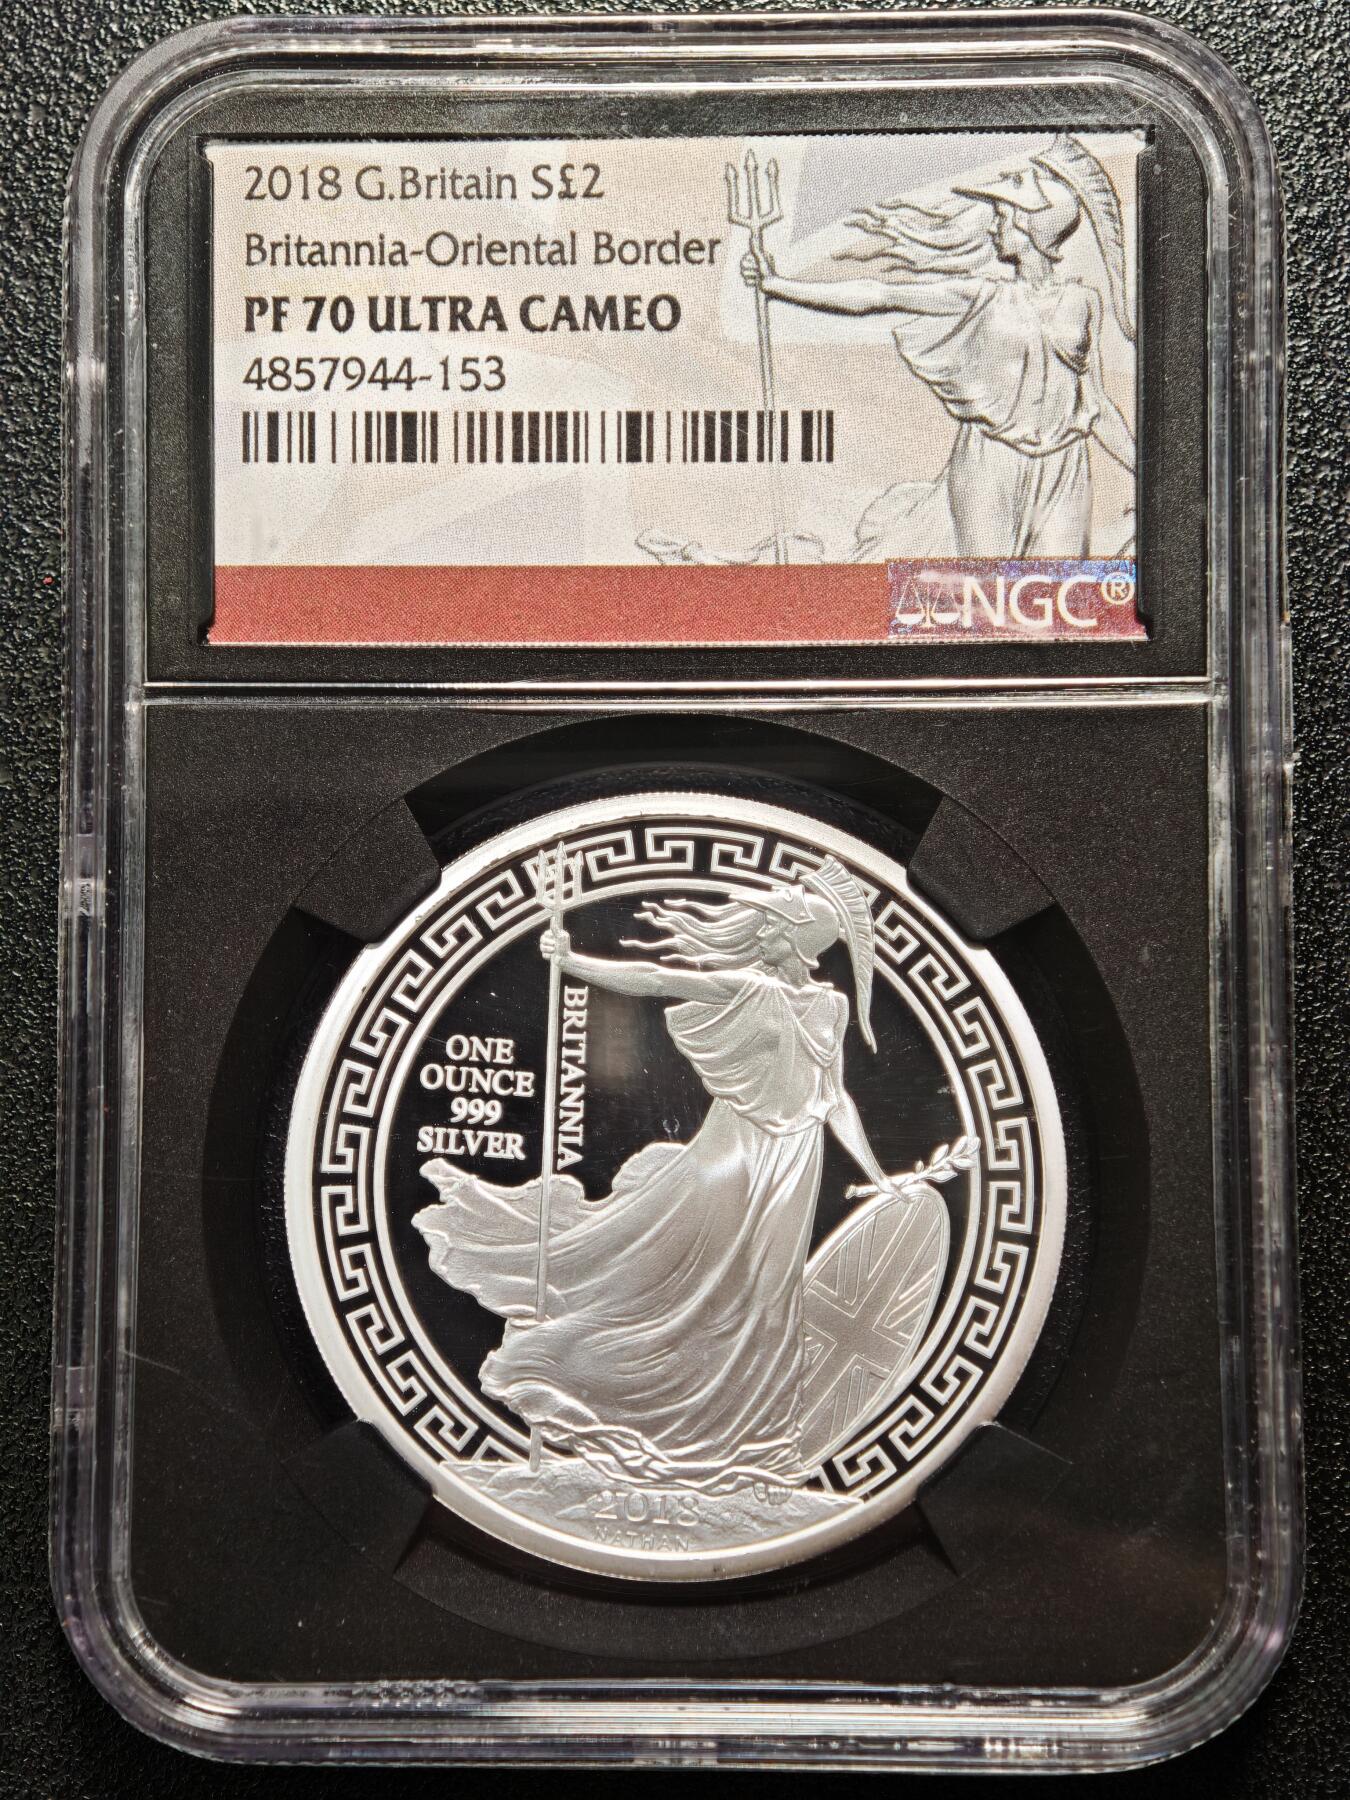 2018 G.Britain S£2
Britannia-Oriental Border
PF 70 ULTRA CAMEO
4857944-153
NGC®
ONE
OUNCE
999
SILVER
BRITANNIA
2018
NATHAN